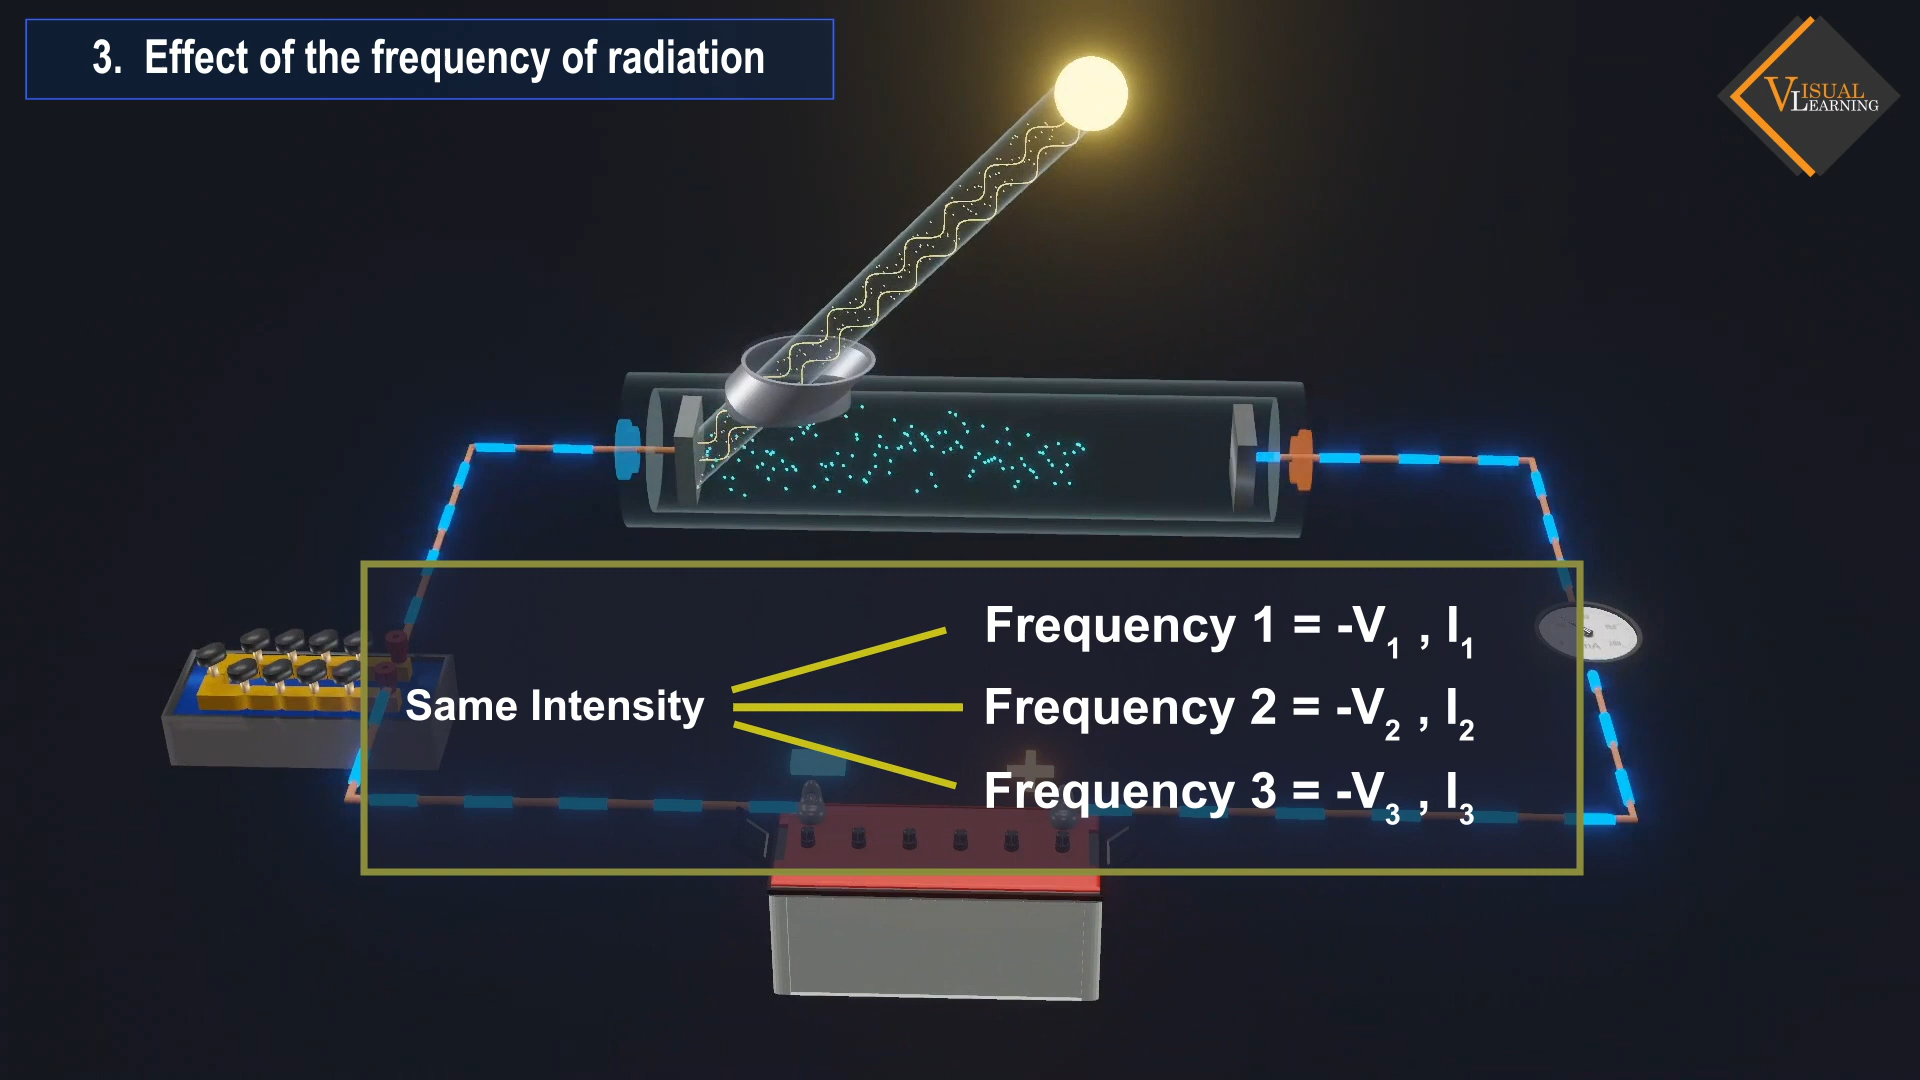 3. Effect of the frequency of radiation
VISUAL
LEARNING
Frequency 1 = -V₁ , I₁
Same Intensity
Frequency 2 = -V₂ , I₂
Frequency 3 = -V₃ , I₃